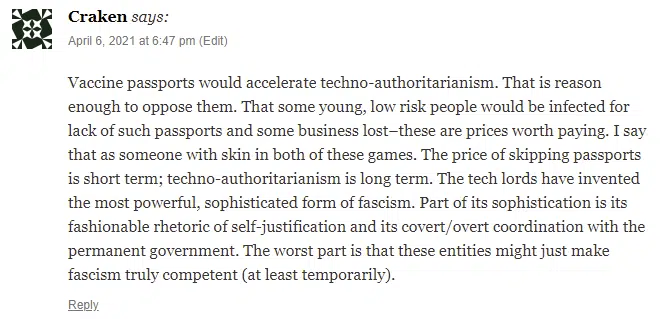 Craken says:
April 6, 2021 at 6:47 pm (Edit)
Vaccine passports would accelerate techno-authoritarianism. That is reason
enough to oppose them. That some young, low risk people would be infected for
lack of such passports and some business lost–these are prices worth paying. I say
that as someone with skin in both of these games. The price of skipping passports
is short term; techno-authoritarianism is long term. The tech lords have invented
the most powerful, sophisticated form of fascism. Part of its sophistication is its
fashionable rhetoric of self-justification and its covert/overt coordination with the
permanent government. The worst part is that these entities might just make
fascism truly competent (at least temporarily).
Reply